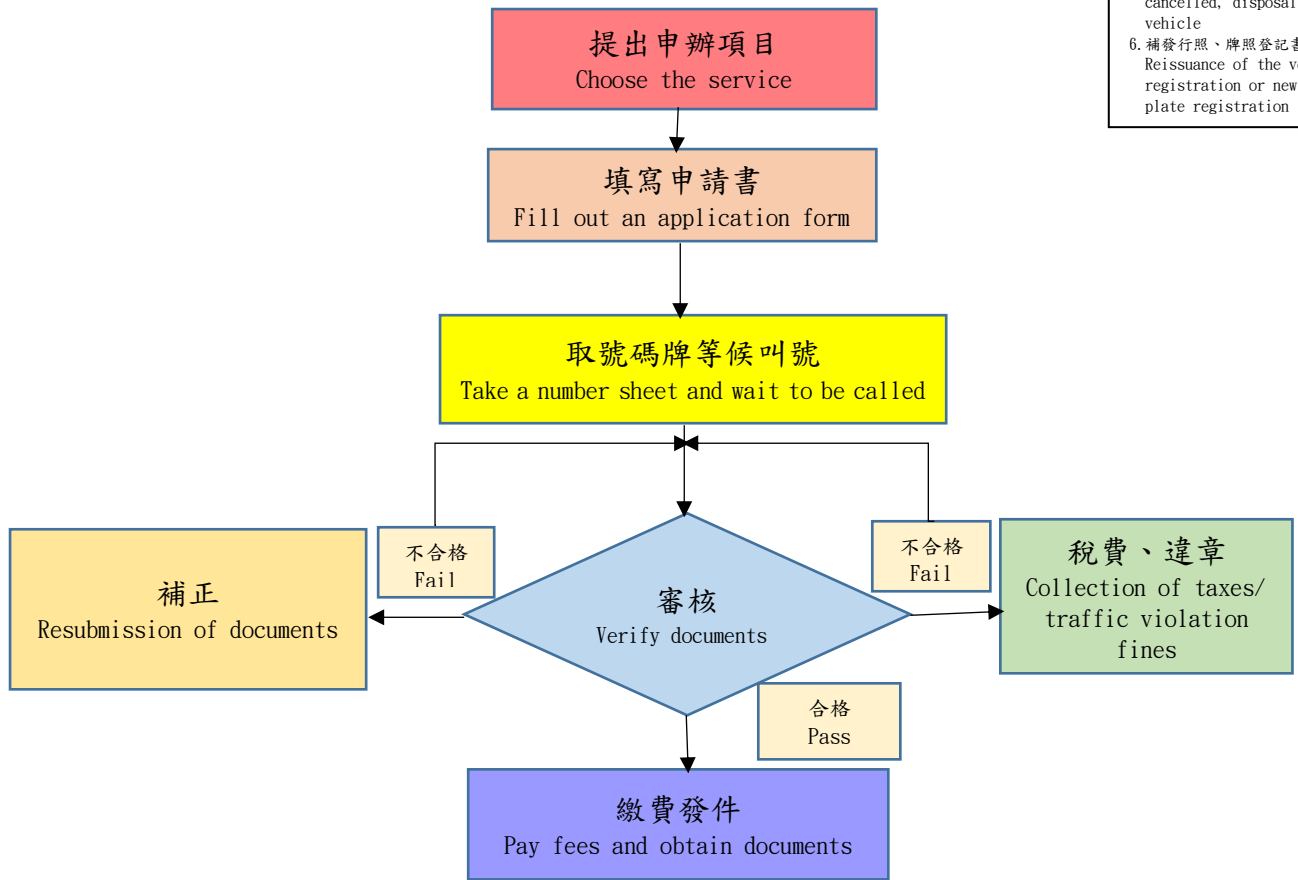 cancelled, disposal
vehicle
6.補發行照、牌照登記書
Reissuance of the
registration or new
plate registration
提出申辦項目
Choose the service
填寫申請書
Fill out an application form
取號碼牌等候叫號
Take a number sheet and wait to be called
不合格
Fail
不合格
Fail
補正
Resubmission of documents
審核
Verify documents
稅費、違章
Collection of taxes/
traffic violation
fines
合格
Pass
繳費發件
Pay fees and obtain documents